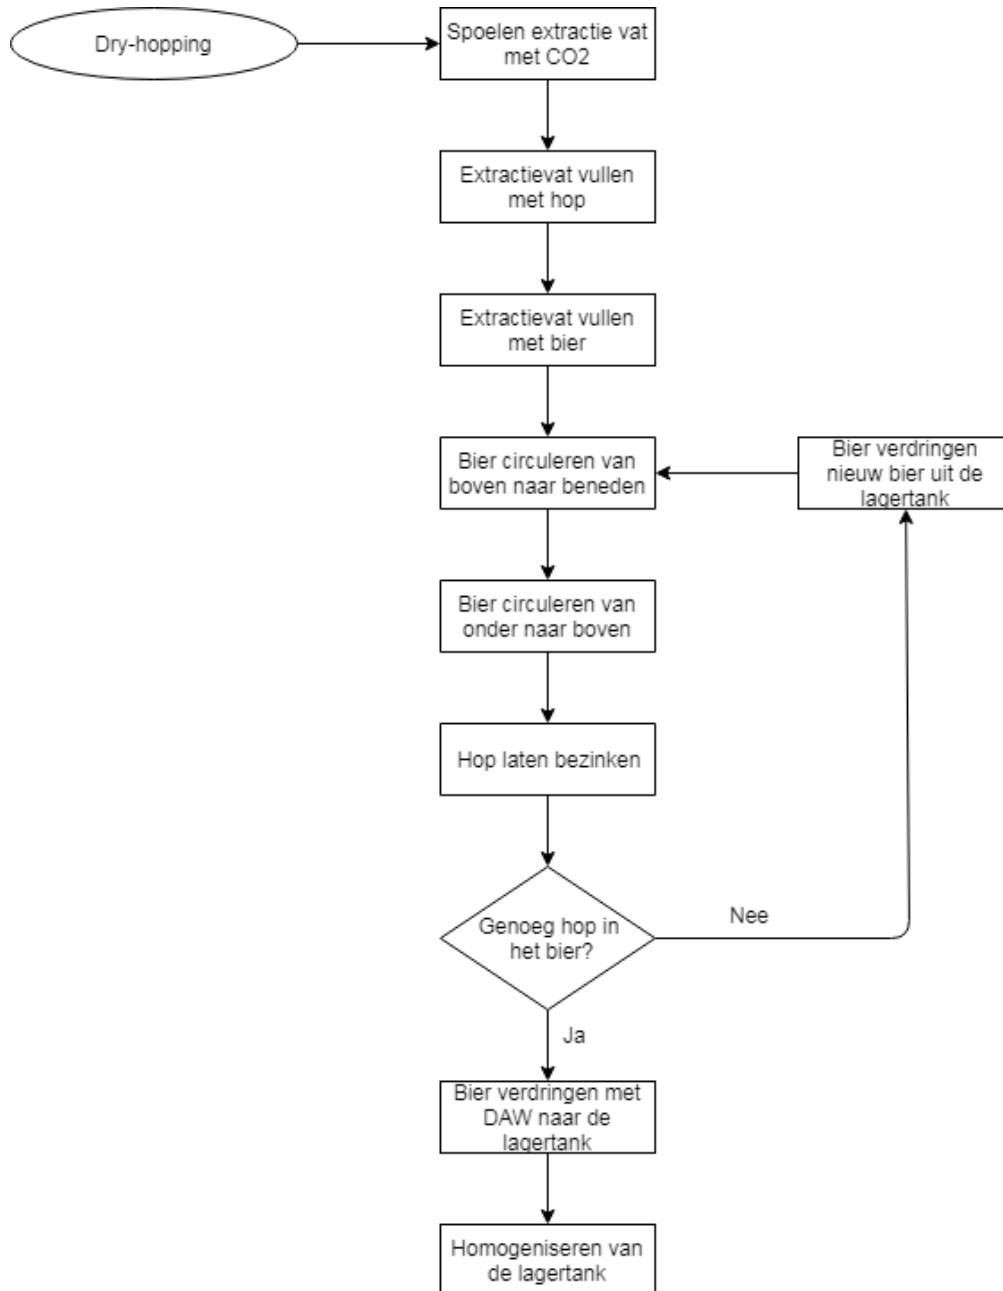 Dry-hopping
Spoelen extractie vat
met CO2
Extractievat vullen
met hop
Extractievat vullen
met bier
Bier circuleren van
boven naar beneden
Bier verdringen
nieuw bier uit de
lagertank
Bier circuleren van
onder naar boven
Hop laten bezinken
Genoeg hop in
het bier?
Nee
Ja
Bier verdringen met
DAW naar de
lagertank
Homogeniseren van
de lagertank